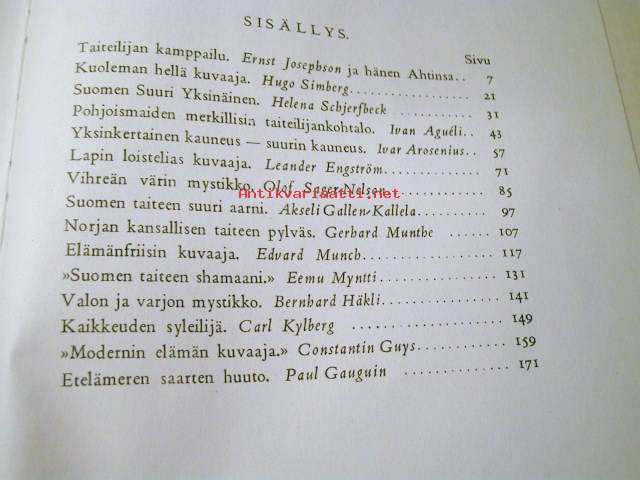 SISÄLLYS.
Sivu
Taiteilijan kamppailu. Ernst Josephson ja hänen Ahtinsa.. 7
Kuoleman hellä kuvaaja. Hugo Simberg................ 21
Suomen Suuri Yksinäinen. Helena Schjerfbeck .......... 31
Pohjoismaiden merkillisin taiteilijankohtalo. Ivan Aguéli.. 43
Yksinkertainen kauneus — suurin kauneus. Ivar Arosenius.. 57
Lapin loistelias kuvaaja. Leander Engström............ 71
Vihreän värin mystikko. Olof Sager-Nelson ............ 85
Antikvariaatti.net
Suomen taiteen suuri aarni. Akseli Gallen-Kallela........ 97
Norjan kansallisen taiteen pylväs. Gerhard Munthe ...... 107
Elämänfriisin kuvaaja. Edvard Munch................ 117
»Suomen taiteen shamaani.» Eemu Myntti ............ 131
Valon ja varjon mystikko. Bernhard Häkli............. 141
Kaikkeuden syleilijä. Carl Kylberg .................. 149
»Modernin elämän kuvaaja.» Constantin Guys.......... 159
Etelämeren saarten huuto. Paul Gauguin .............. 171